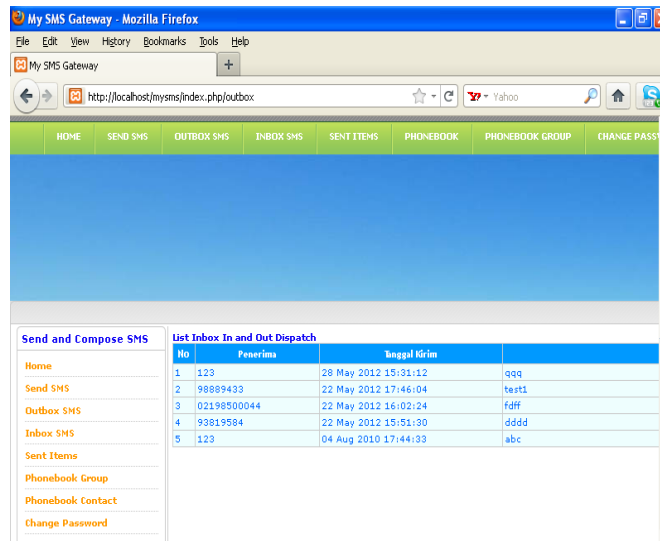 My SMS Gateway - Mozilla Firefox
File Edit View History Bookmarks Tools Help
My SMS Gateway +
http://localhost/mysms/index.php/outbox Yahoo
HOME SEND SMS OUTBOX SMS INBOX SMS SENT ITEMS PHONEBOOK PHONEBOOK GROUP CHANGE PASS
Send and Compose SMS
Home
Send SMS
Outbox SMS
Inbox SMS
Sent Items
Phonebook Group
Phonebook Contact
Change Password
List Inbox In and Out Dispatch
No Penerima Tanggal Kirim
1 123 28 May 2012 15:31:12 qqq
2 98889433 22 May 2012 17:46:04 test1
3 02198500044 22 May 2012 16:02:24 fdff
4 93819584 22 May 2012 15:51:30 dddd
5 123 04 Aug 2010 17:44:33 abc